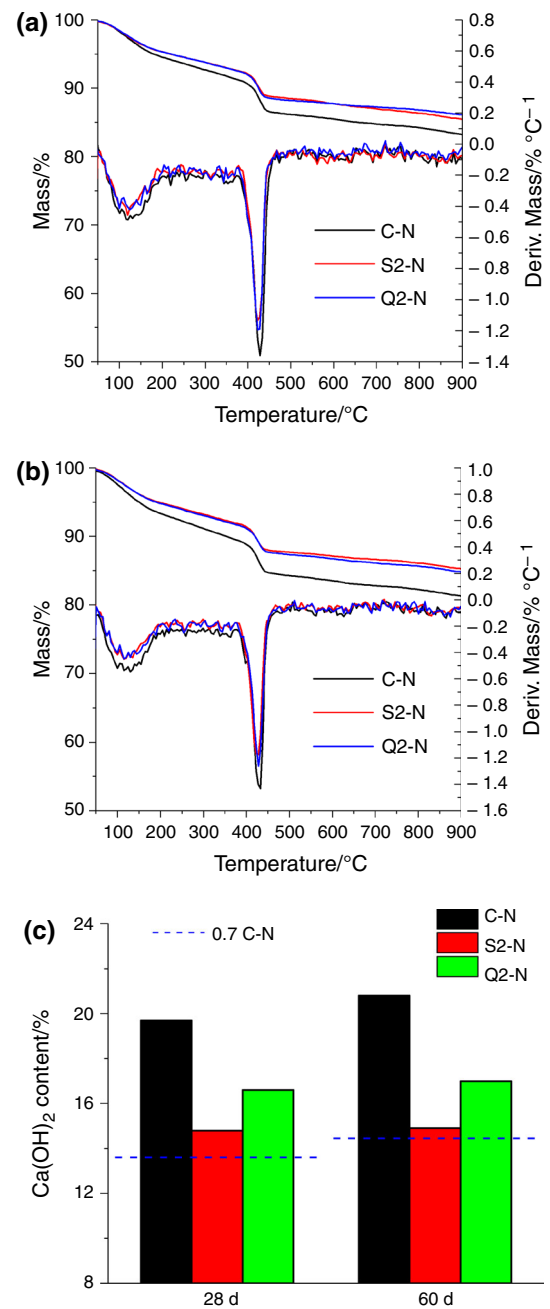 (a)
100
90
80
70
60
50
Mass/%
0.8
0.6
0.4
0.2
0.0
– 0.2
– 0.4
– 0.6
– 0.8
– 1.0
– 1.2
– 1.4
Deriv. Mass/% °C– 1
C-N
S2-N
Q2-N
100 200 300 400 500 600 700 800 900
Temperature/°C
(b)
100
90
80
70
60
50
Mass/%
1.0
0.8
0.6
0.4
0.2
0.0
– 0.2
– 0.4
– 0.6
– 0.8
– 1.0
– 1.2
– 1.4
– 1.6
Deriv. Mass/% °C– 1
C-N
S2-N
Q2-N
100 200 300 400 500 600 700 800 900
Temperature/°C
(c)
24
20
16
12
8
Ca(OH)2 content/%
0.7 C-N
C-N
S2-N
Q2-N
28 d 60 d